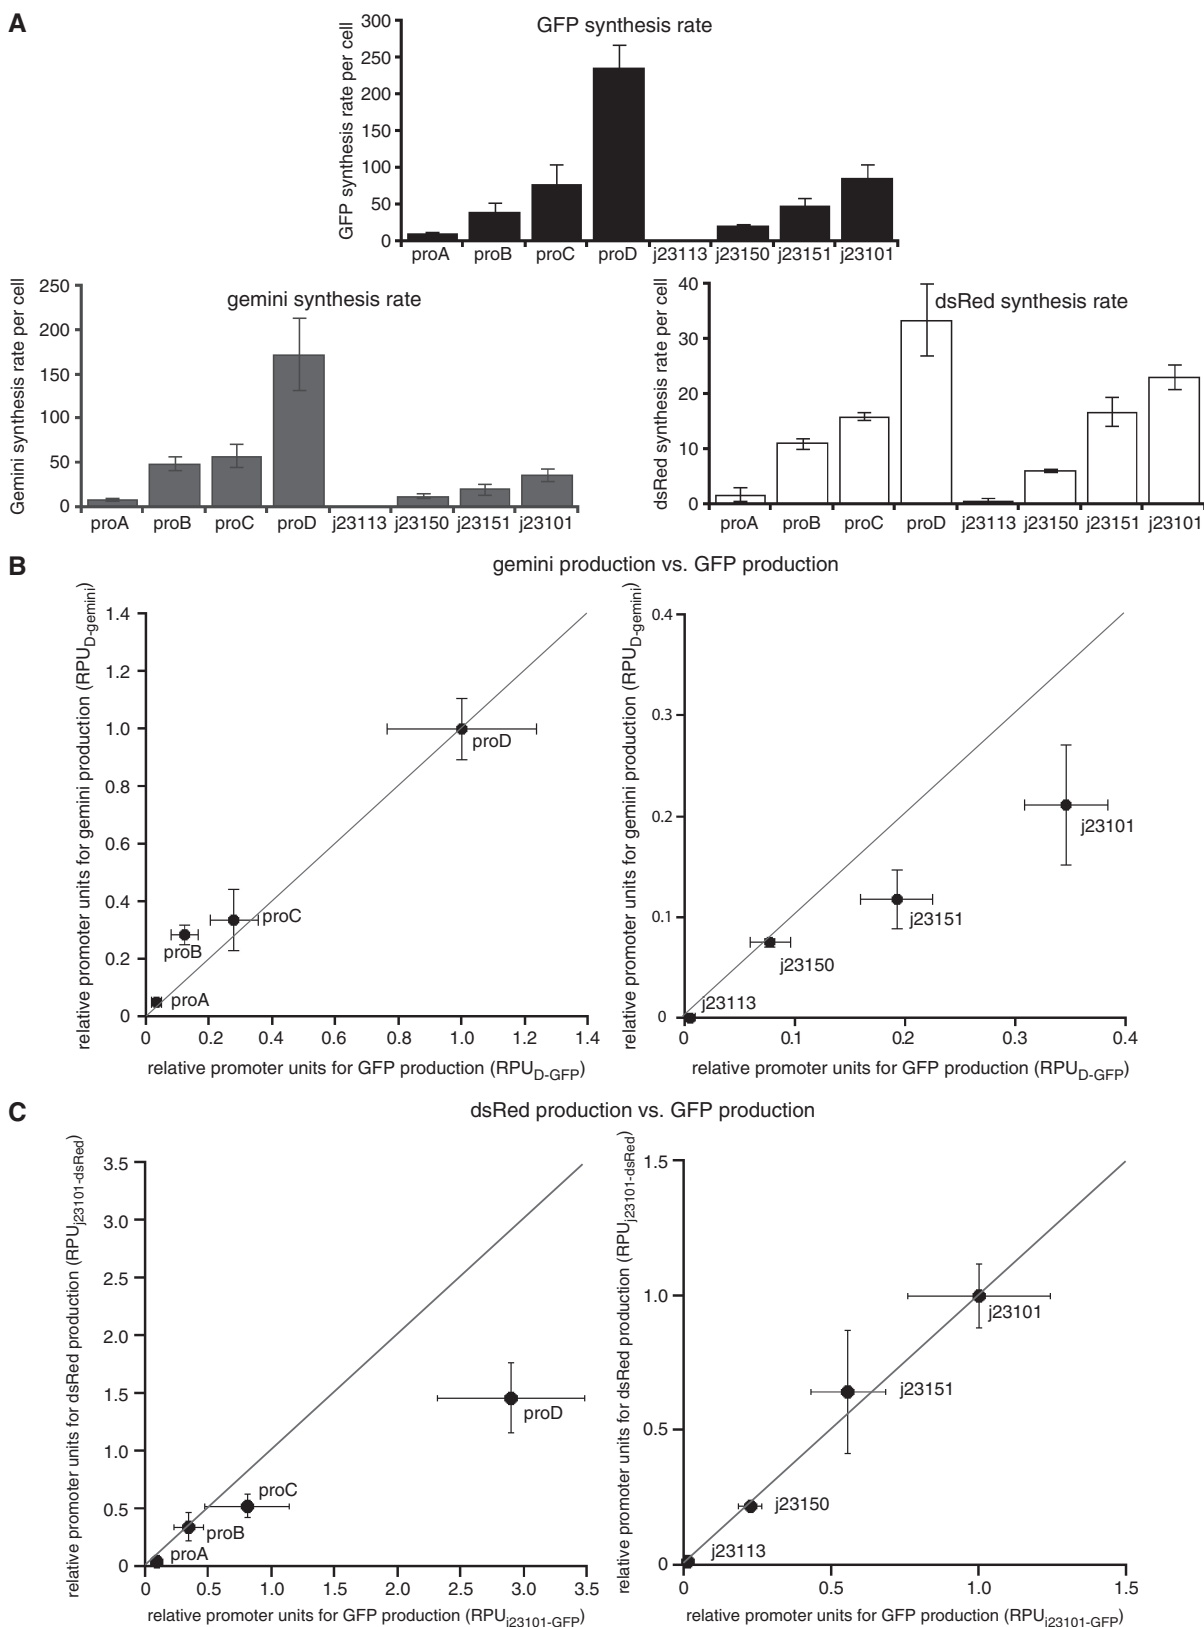 A
GFP synthesis rate
GFP synthesis rate per cell
300
250
200
150
100
50
0
proA proB proC proD j23113 j23150 j23151 j23101
gemini synthesis rate
Gemini synthesis rate per cell
250
200
150
100
50
0
proA proB proC proD j23113 j23150 j23151 j23101
dsRed synthesis rate
dsRed synthesis rate per cell
40
30
20
10
0
proA proB proC proD j23113 j23150 j23151 j23101
B
gemini production vs. GFP production
relative promoter units for gemini production (RPUD-gemini)
1.4
1.2
1.0
0.8
0.6
0.4
0.2
0
proD
proC
proB
proA
0 0.2 0.4 0.6 0.8 1.0 1.2 1.4
relative promoter units for GFP production (RPUD-GFP)
relative promoter units for gemini production (RPUD-gemini)
0.4
0.3
0.2
0.1
0
j23101
j23151
j23150
j23113
0 0.1 0.2 0.3 0.4
relative promoter units for GFP production (RPUD-GFP)
C
dsRed production vs. GFP production
relative promoter units for dsRed production (RPUj23101-dsRed)
3.5
3.0
2.5
2.0
1.5
1.0
0.5
0
proD
proC
proB
proA
0 0.5 1.0 1.5 2.0 2.5 3.0 3.5
relative promoter units for GFP production (RPUj23101-GFP)
relative promoter units for dsRed production (RPUj23101-dsRed)
1.5
1.0
0.5
0
j23101
j23151
j23150
j23113
0 0.5 1.0 1.5
relative promoter units for GFP production (RPUj23101-GFP)